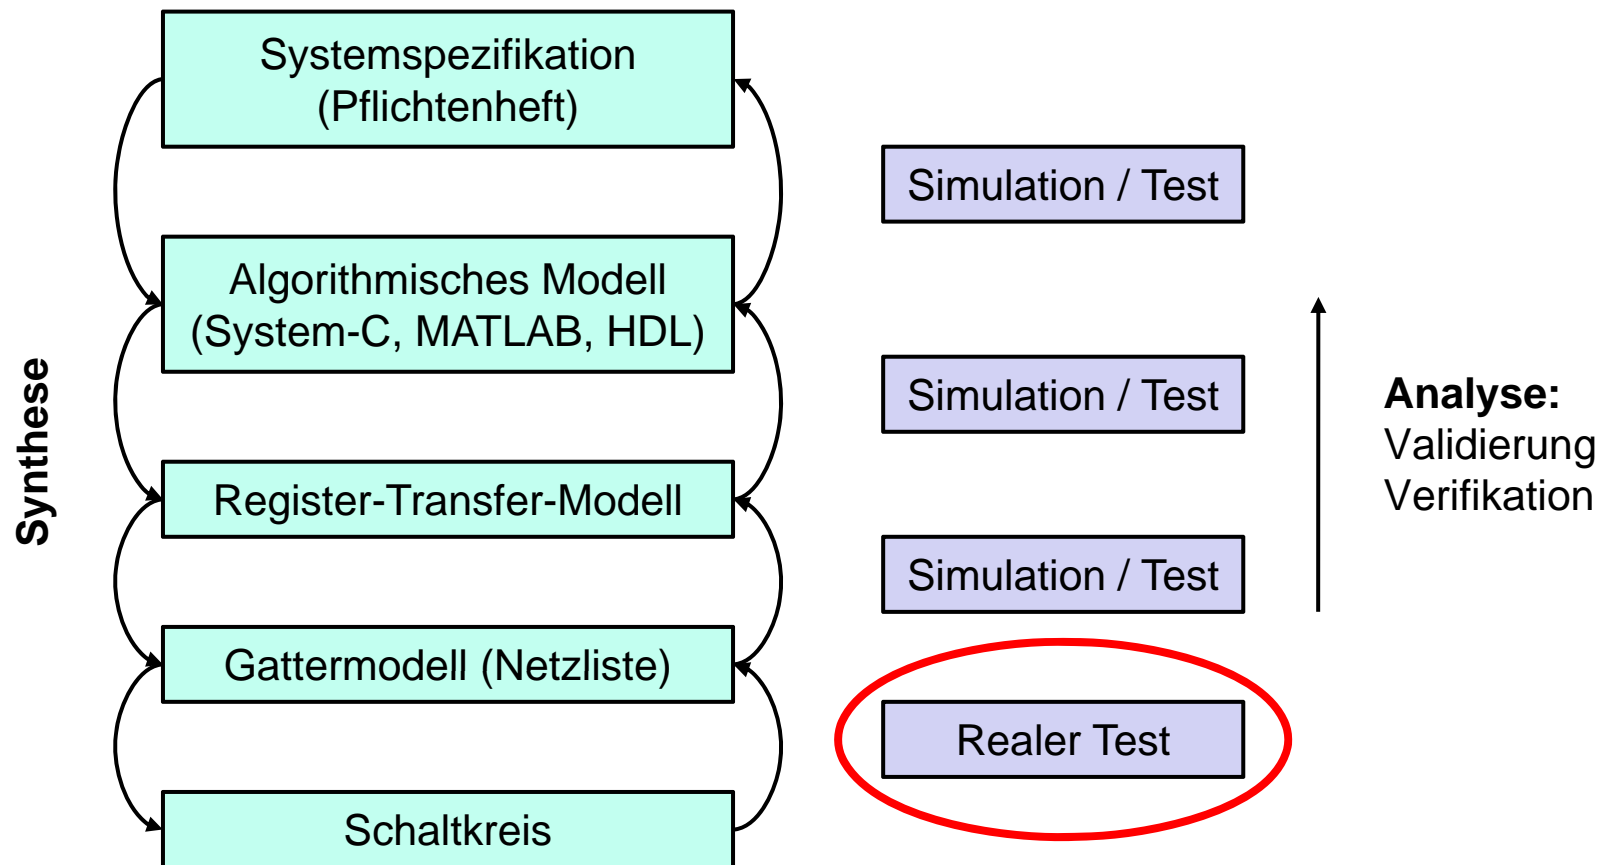 Systemspezifikation
(Pflichtenheft)
Simulation / Test
Algorithmisches Modell
(System-C, MATLAB, HDL)
Synthese
Simulation / Test
Analyse:
Validierung
Verifikation
Register-Transfer-Modell
Simulation / Test
Gattermodell (Netzliste)
Realer Test
Schaltkreis